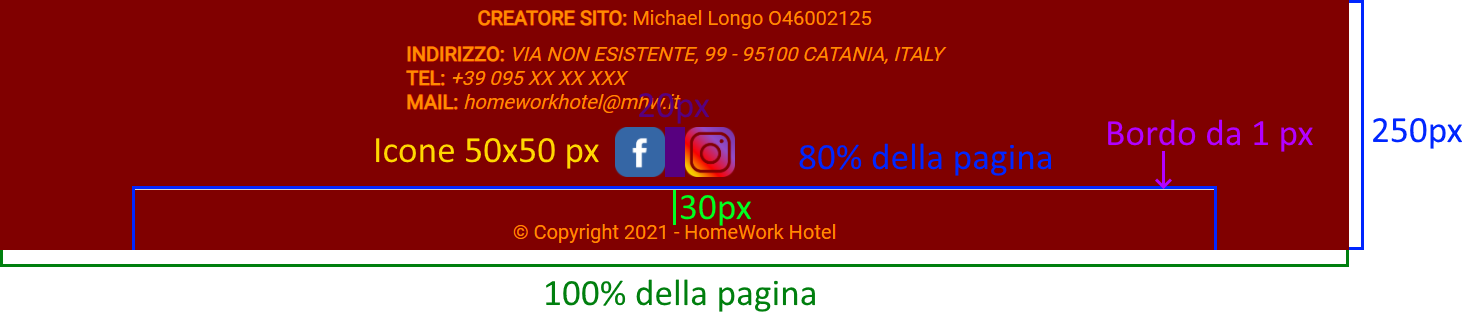 CREATORE SITO: Michael Longo O46002125
INDIRIZZO: VIA NON ESISTENTE, 99 - 95100 CATANIA, ITALY
TEL: +39 095 XX XX XXX
MAIL: homeworkhotel@mhw.it
20px
Icone 50x50 px
80% della pagina
Bordo da 1 px
250px
30px
© Copyright 2021 - HomeWork Hotel
100% della pagina